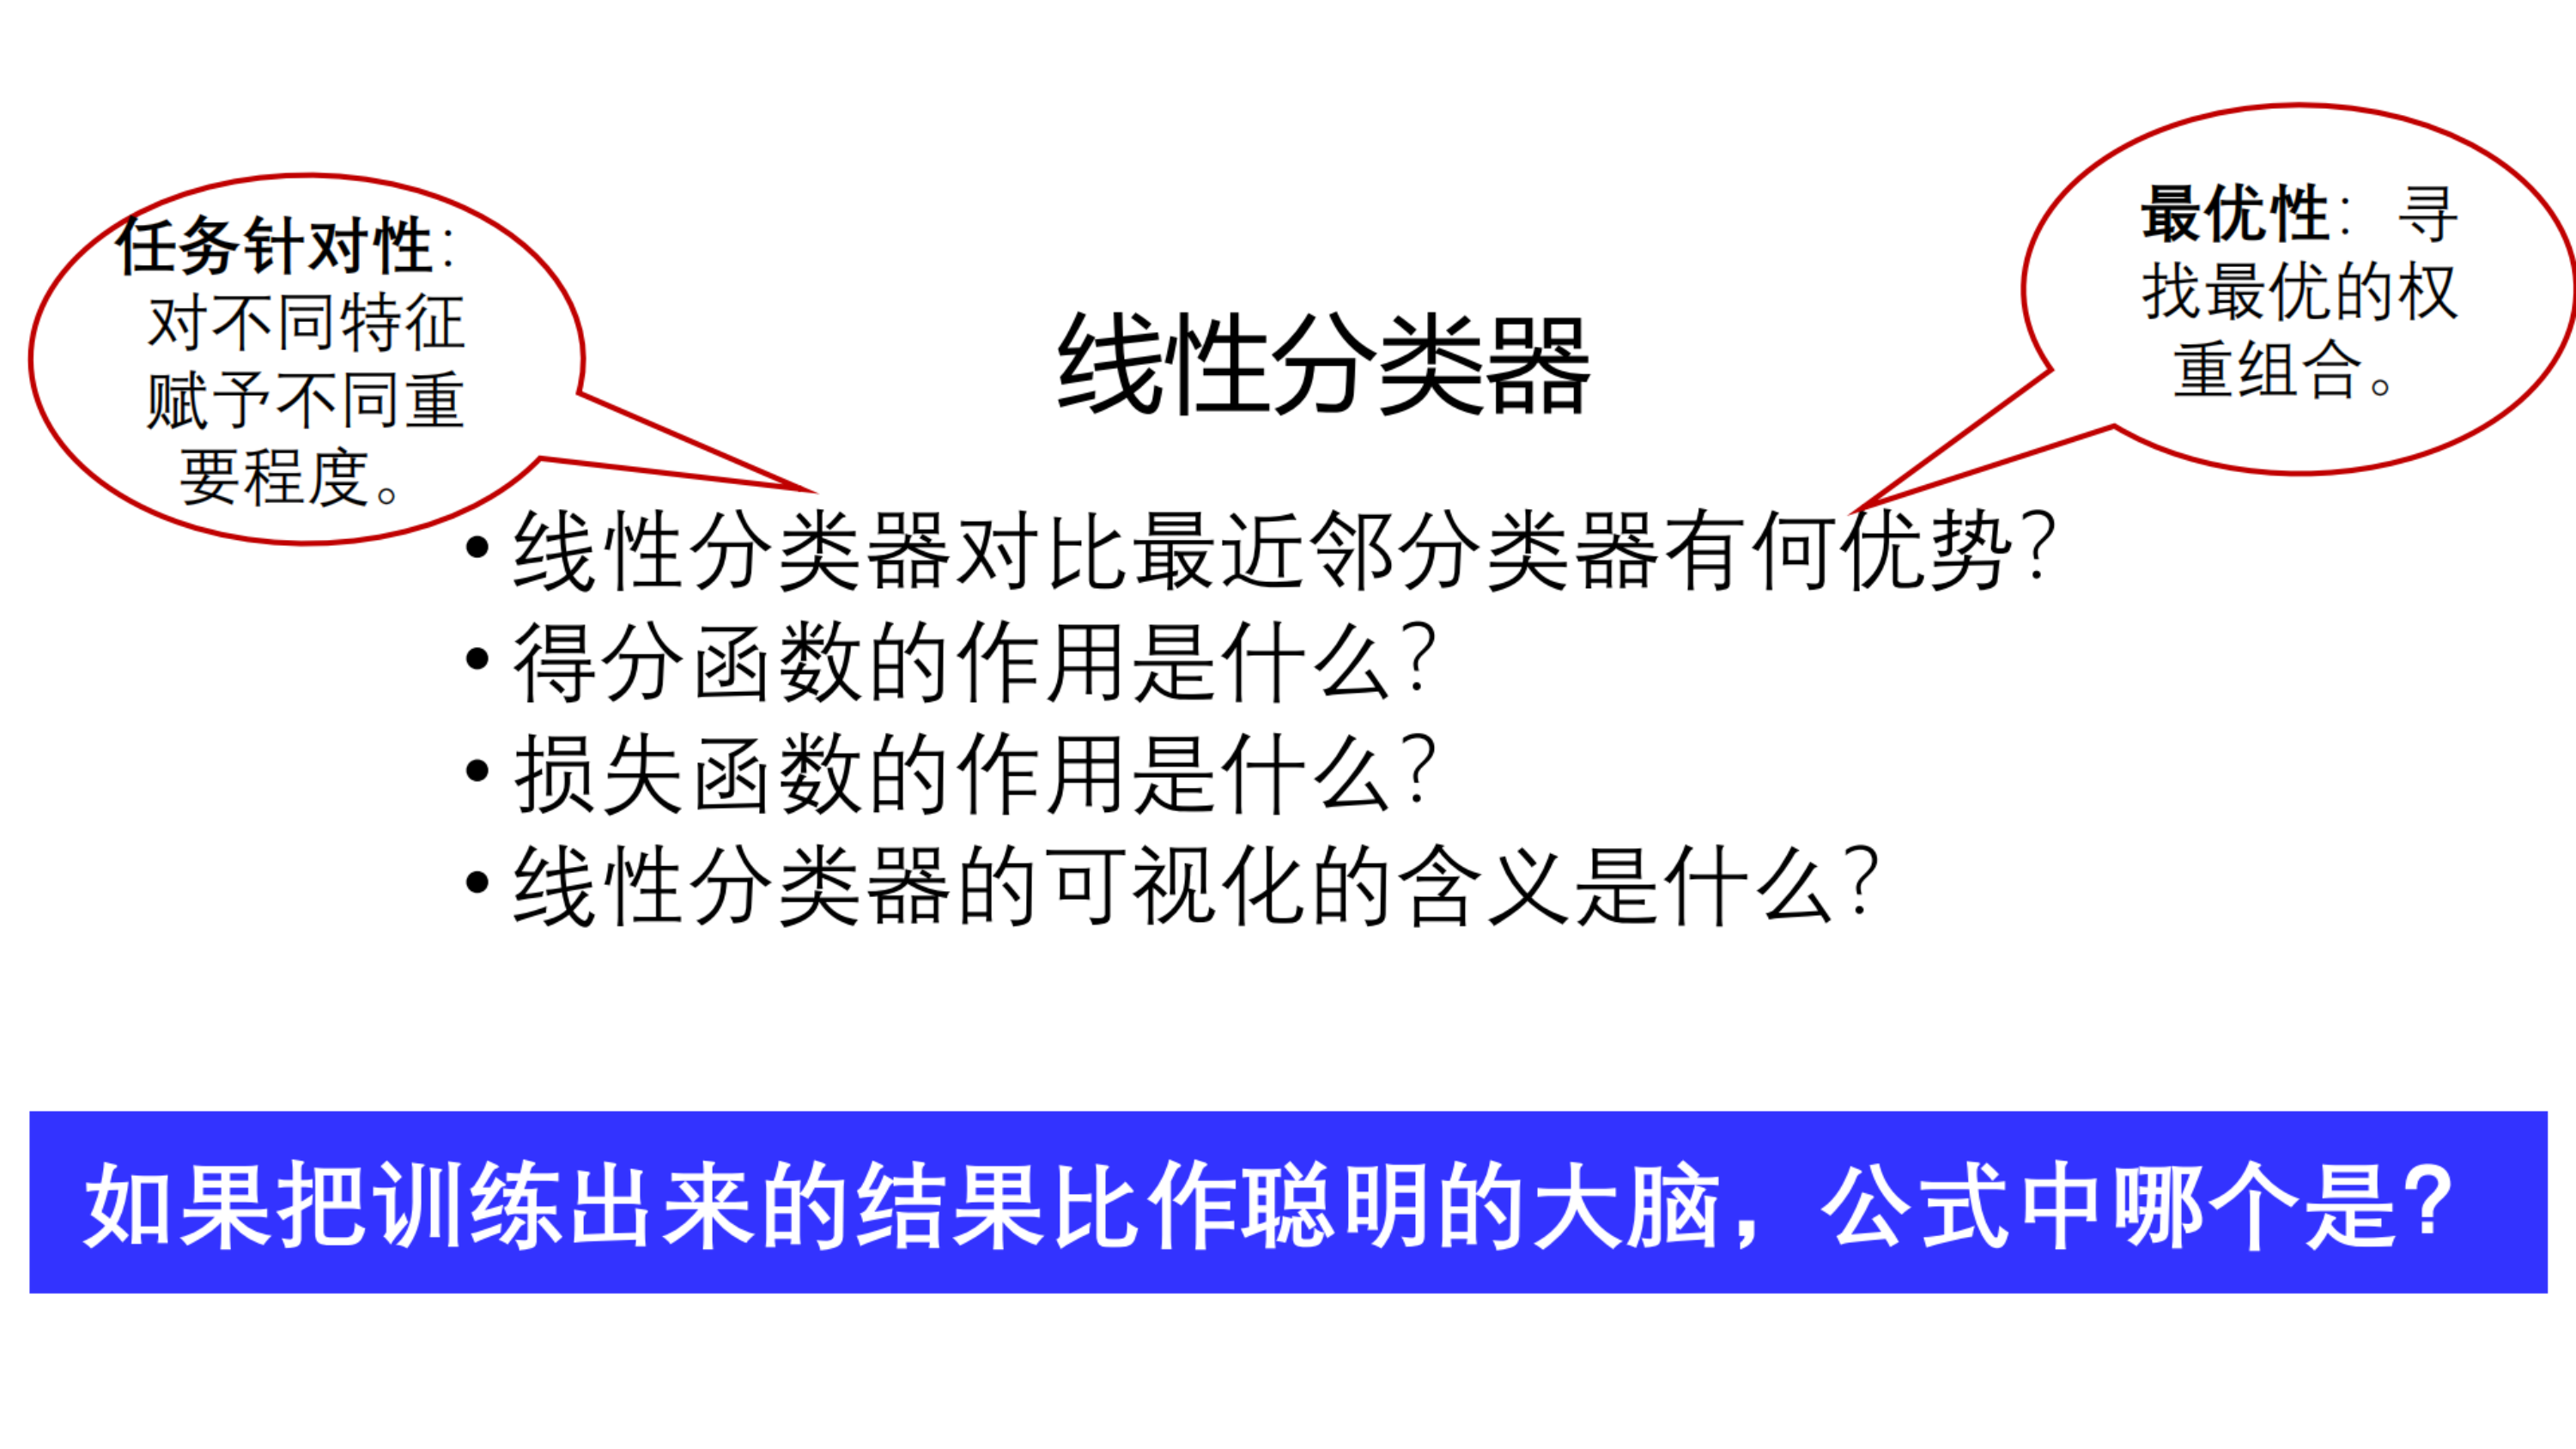 任务针对性:
对不同特征
赋予不同重
要程度。
最优性: 寻
找最优的权
重组合。
线性分类器
• 线性分类器对比最近邻分类器有何优势?
• 得分函数的作用是什么?
• 损失函数的作用是什么?
• 线性分类器的可视化的含义是什么?
如果把训练出来的结果比作聪明的大脑，公式中哪个是?